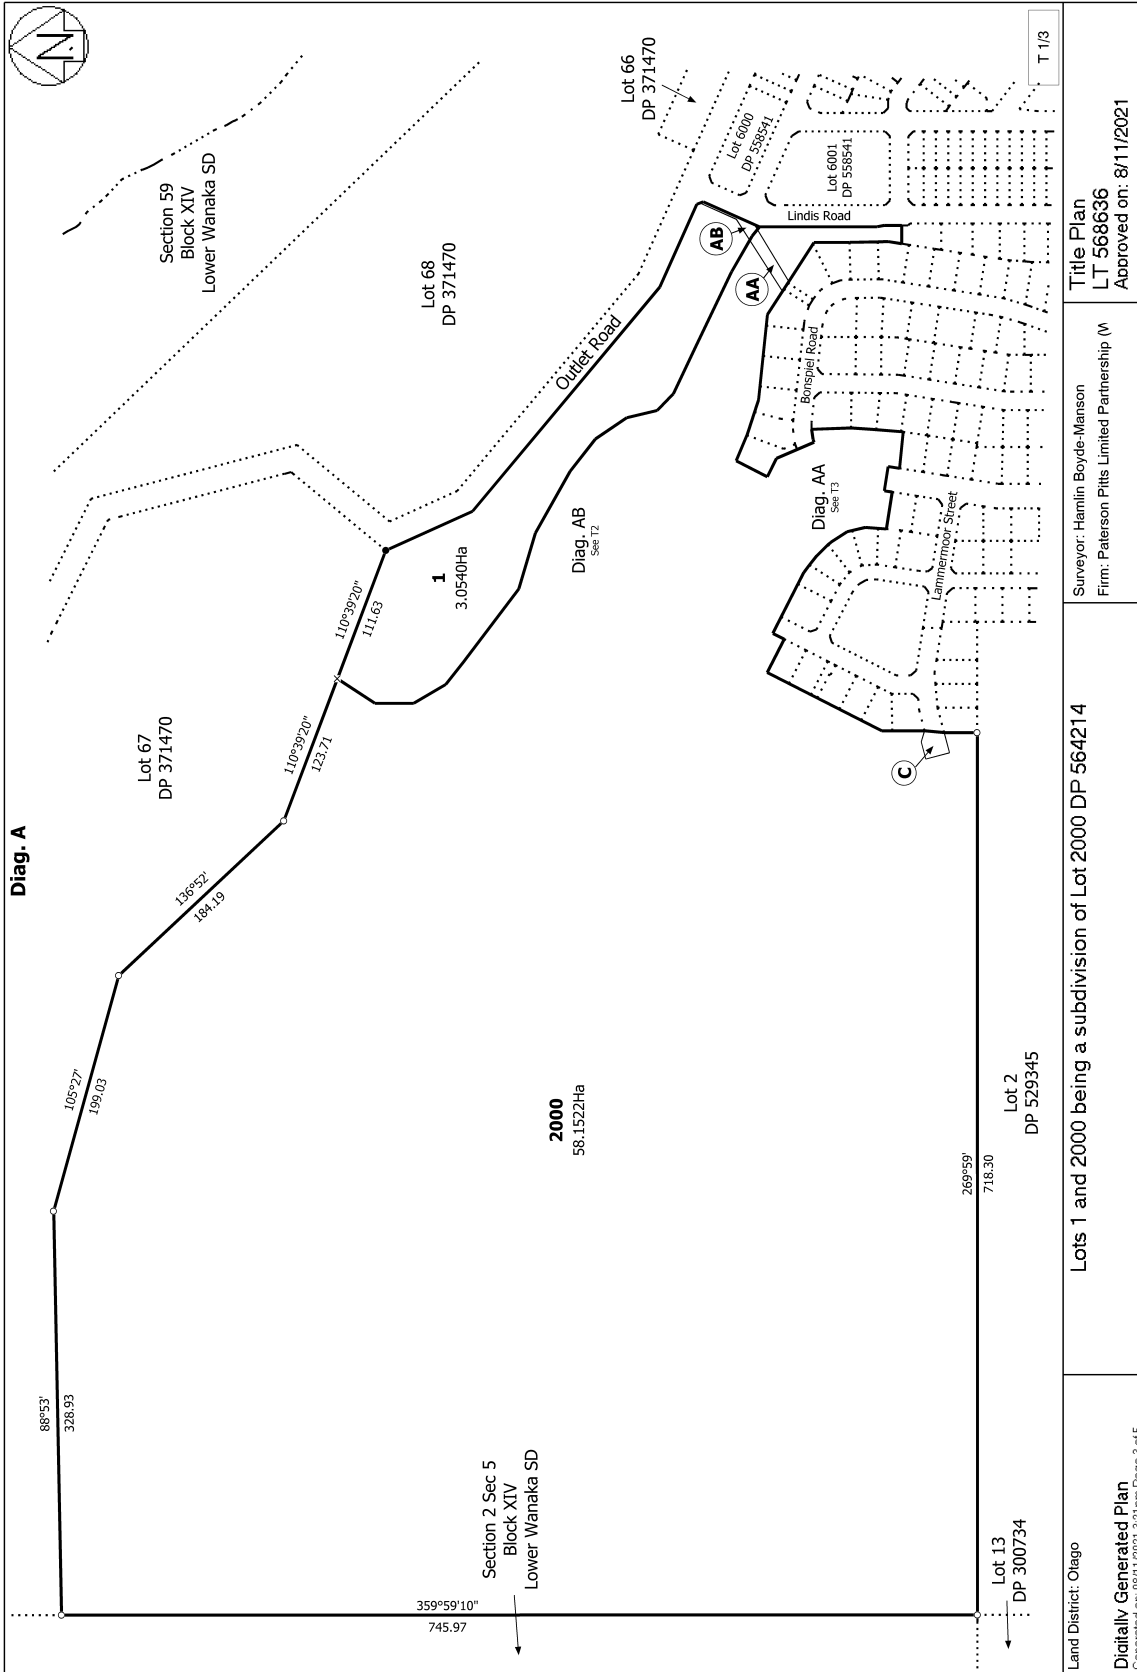 Diag. A
N
T 1/3
Section 59
Block XIV
Lower Wanaka SD
Lot 66
DP 371470
Lot 68
DP 371470
Lot 67
DP 371470
Lot 6000
DP 558541
Lot 6001
DP 558541
Lindis Road
Outlet Road
AB
AA
Bonspiel Road
Diag. AA
See T3
Diag. AB
See T2
Lammermoor Street
1
3.0540Ha
110°39'20"
111.63
110°39'20"
123.71
136°52'
184.19
105°27'
199.03
88°53'
328.93
359°59'10"
745.97
269°59'
718.30
C
2000
58.1522Ha
Section 2 Sec 5
Block XIV
Lower Wanaka SD
Lot 2
DP 529345
Lot 13
DP 300734
Land District: Otago
Digitally Generated Plan
Lots 1 and 2000 being a subdivision of Lot 2000 DP 564214
Surveyor: Hamlin Boyde-Manson
Firm: Paterson Pitts Limited Partnership (W
Title Plan
LT 568636
Approved on: 8/11/2021